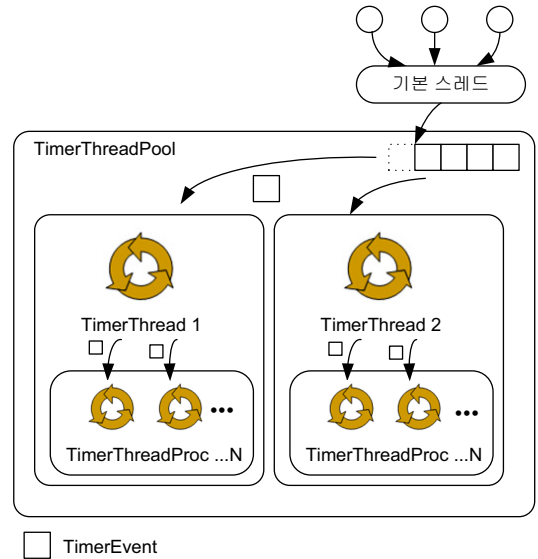 기본 스레드
TimerThreadPool
TimerThread 1
TimerThread 2
TimerThreadProc ...N
TimerThreadProc ...N
TimerEvent